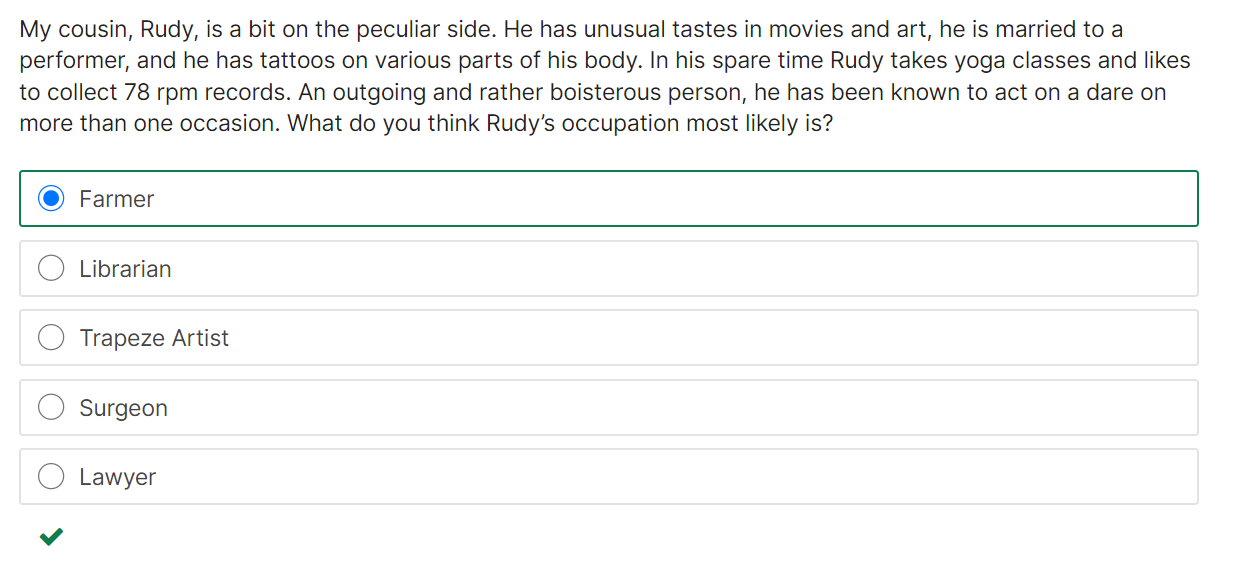 My cousin, Rudy, is a bit on the peculiar side. He has unusual tastes in movies and art, he is married to a
performer, and he has tattoos on various parts of his body. In his spare time Rudy takes yoga classes and likes
to collect 78 rpm records. An outgoing and rather boisterous person, he has been known to act on a dare on
more than one occasion. What do you think Rudy’s occupation most likely is?
Farmer
Librarian
Trapeze Artist
Surgeon
Lawyer